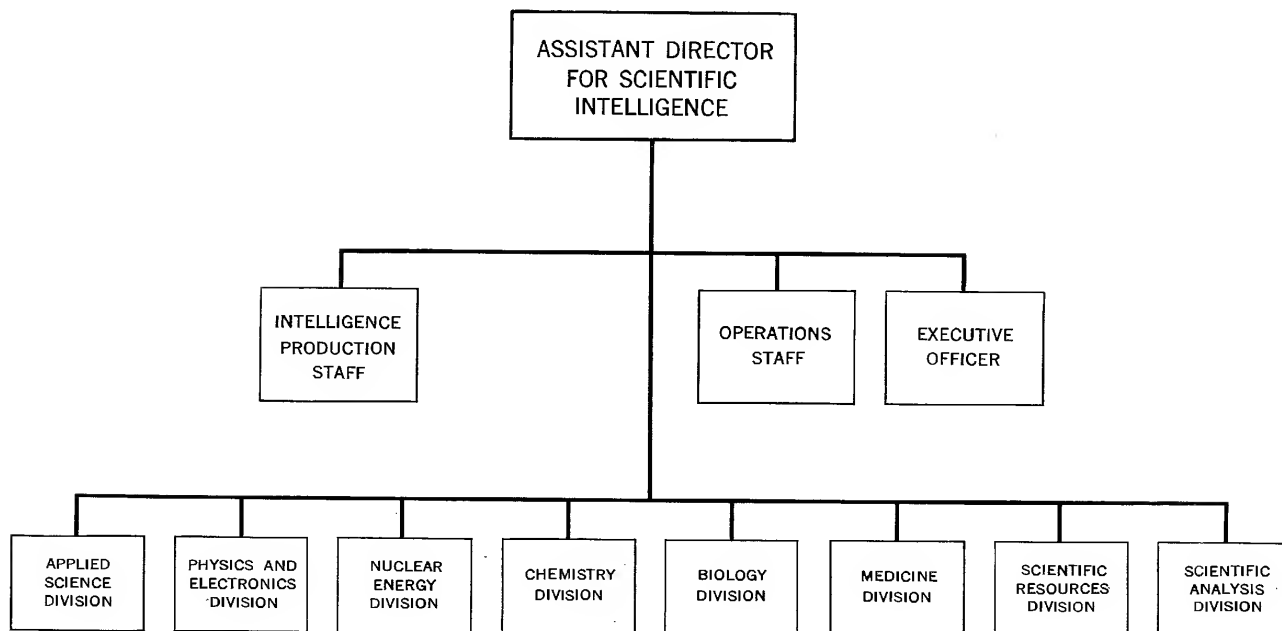 ASSISTANT DIRECTOR
FOR SCIENTIFIC
INTELLIGENCE
INTELLIGENCE
PRODUCTION
STAFF
OPERATIONS
STAFF
EXECUTIVE
OFFICER
APPLIED
SCIENCE
DIVISION
PHYSICS AND
ELECTRONICS
DIVISION
NUCLEAR
ENERGY
DIVISION
CHEMISTRY
DIVISION
BIOLOGY
DIVISION
MEDICINE
DIVISION
SCIENTIFIC
RESOURCES
DIVISION
SCIENTIFIC
ANALYSIS
DIVISION